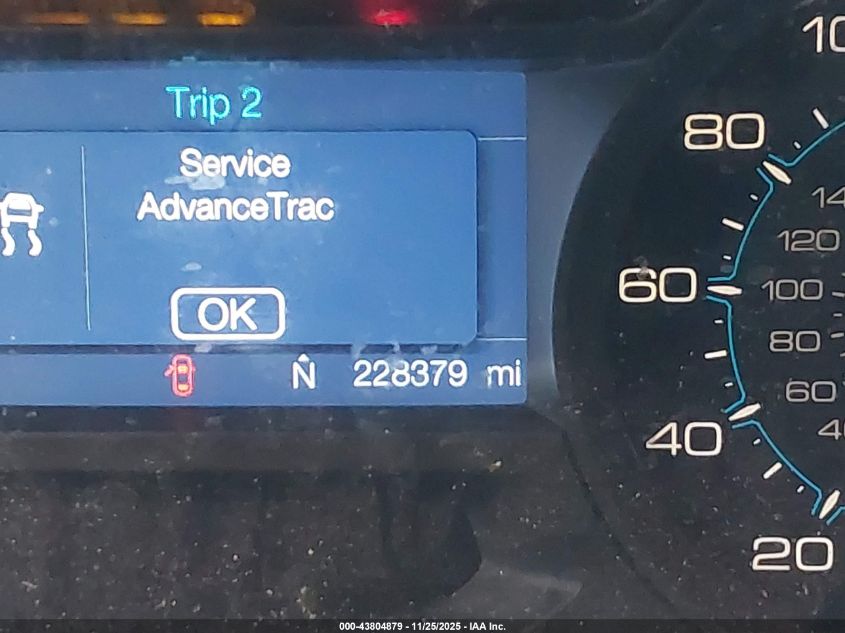 Trip 2
Service
AdvanceTrac
OK
N 228379 mi
80
60
40
20
120
100
80
60
000-43804879 - 11/25/2025 - IAA Inc.